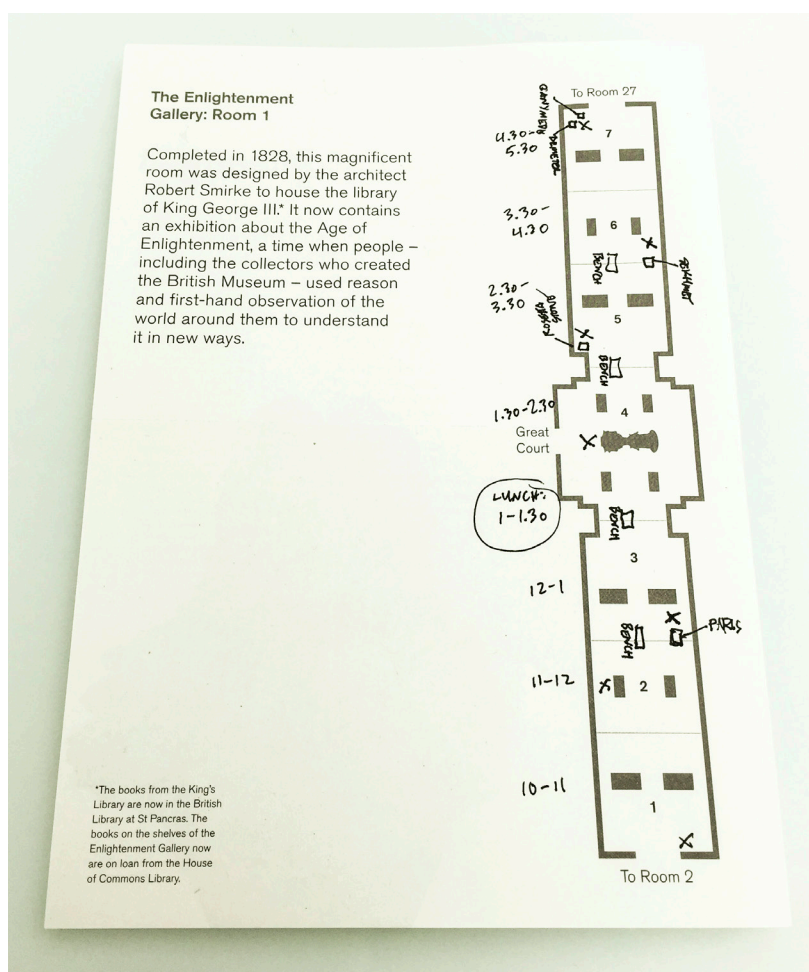 The Enlightenment
Gallery: Room 1
Completed in 1828, this magnificent
room was designed by the architect
Robert Smirke to house the library
of King George III.* It now contains
an exhibition about the Age of
Enlightenment, a time when people –
including the collectors who created
the British Museum – used reason
and first-hand observation of the
world around them to understand
it in new ways.
*The books from the King's
Library are now in the British
Library at St Pancras. The
books on the shelves of the
Enlightenment Gallery now
are on loan from the House
of Commons Library.
To Room 27
GANYMEDE
DEMETER
4.30-
5.30
7
3.30-
4.30
6
BENCH
2.30-
3.30
5
BENCH
1.30-2.30
4
Great
Court
LUNCH:
1-1.30
BENCH
3
12-1
PARIS
BENCH
11-12
2
10-11
1
To Room 2